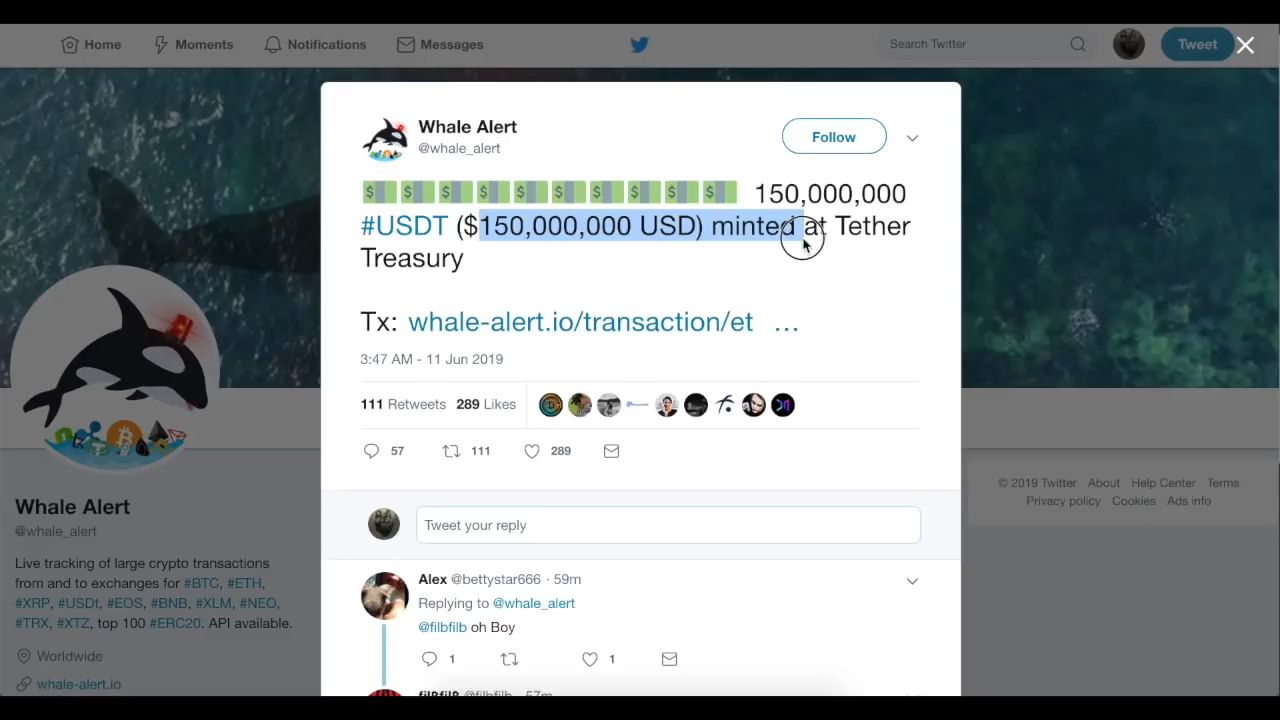 Home
Moments
Notifications
Messages
Search Twitter
Tweet
Whale Alert
@whale_alert
Follow
150,000,000
#USDT ($150,000,000 USD) minted at Tether
Treasury
Tx: whale-alert.io/transaction/et …
3:47 AM - 11 Jun 2019
111 Retweets 289 Likes
57 111 289
Tweet your reply
Alex @bettystar666 · 59m
Replying to @whale_alert
@filbfilb oh Boy
1 1
filBfilB @filbfilb · 57m
Whale Alert
@whale_alert
Live tracking of large crypto transactions
from and to exchanges for #BTC, #ETH,
#XRP, #USDt, #EOS, #BNB, #XLM, #NEO,
#TRX, #XTZ, top 100 #ERC20. API available.
Worldwide
whale-alert.io
© 2019 Twitter About Help Center Terms
Privacy policy Cookies Ads info